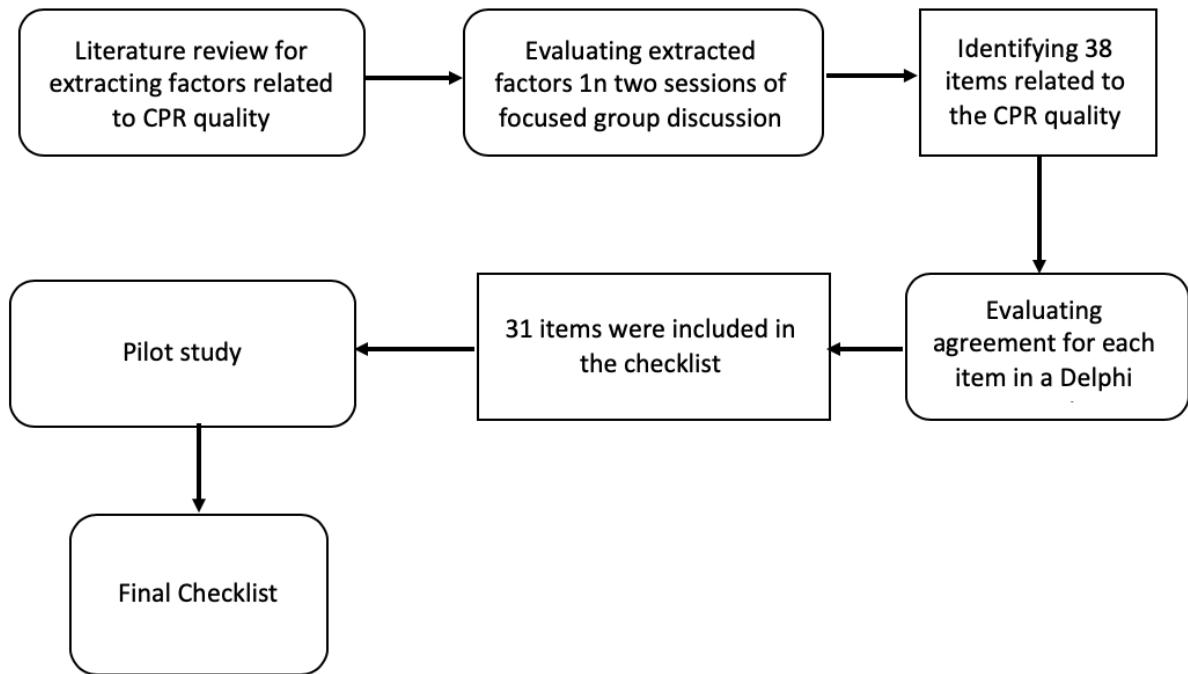 Literature review for
extracting factors related
to CPR quality
Evaluating extracted
factors 1n two sessions of
focused group discussion
Identifying 38
items related to
the CPR quality
Evaluating
agreement for each
item in a Delphi
31 items were included in
the checklist
Pilot study
Final Checklist